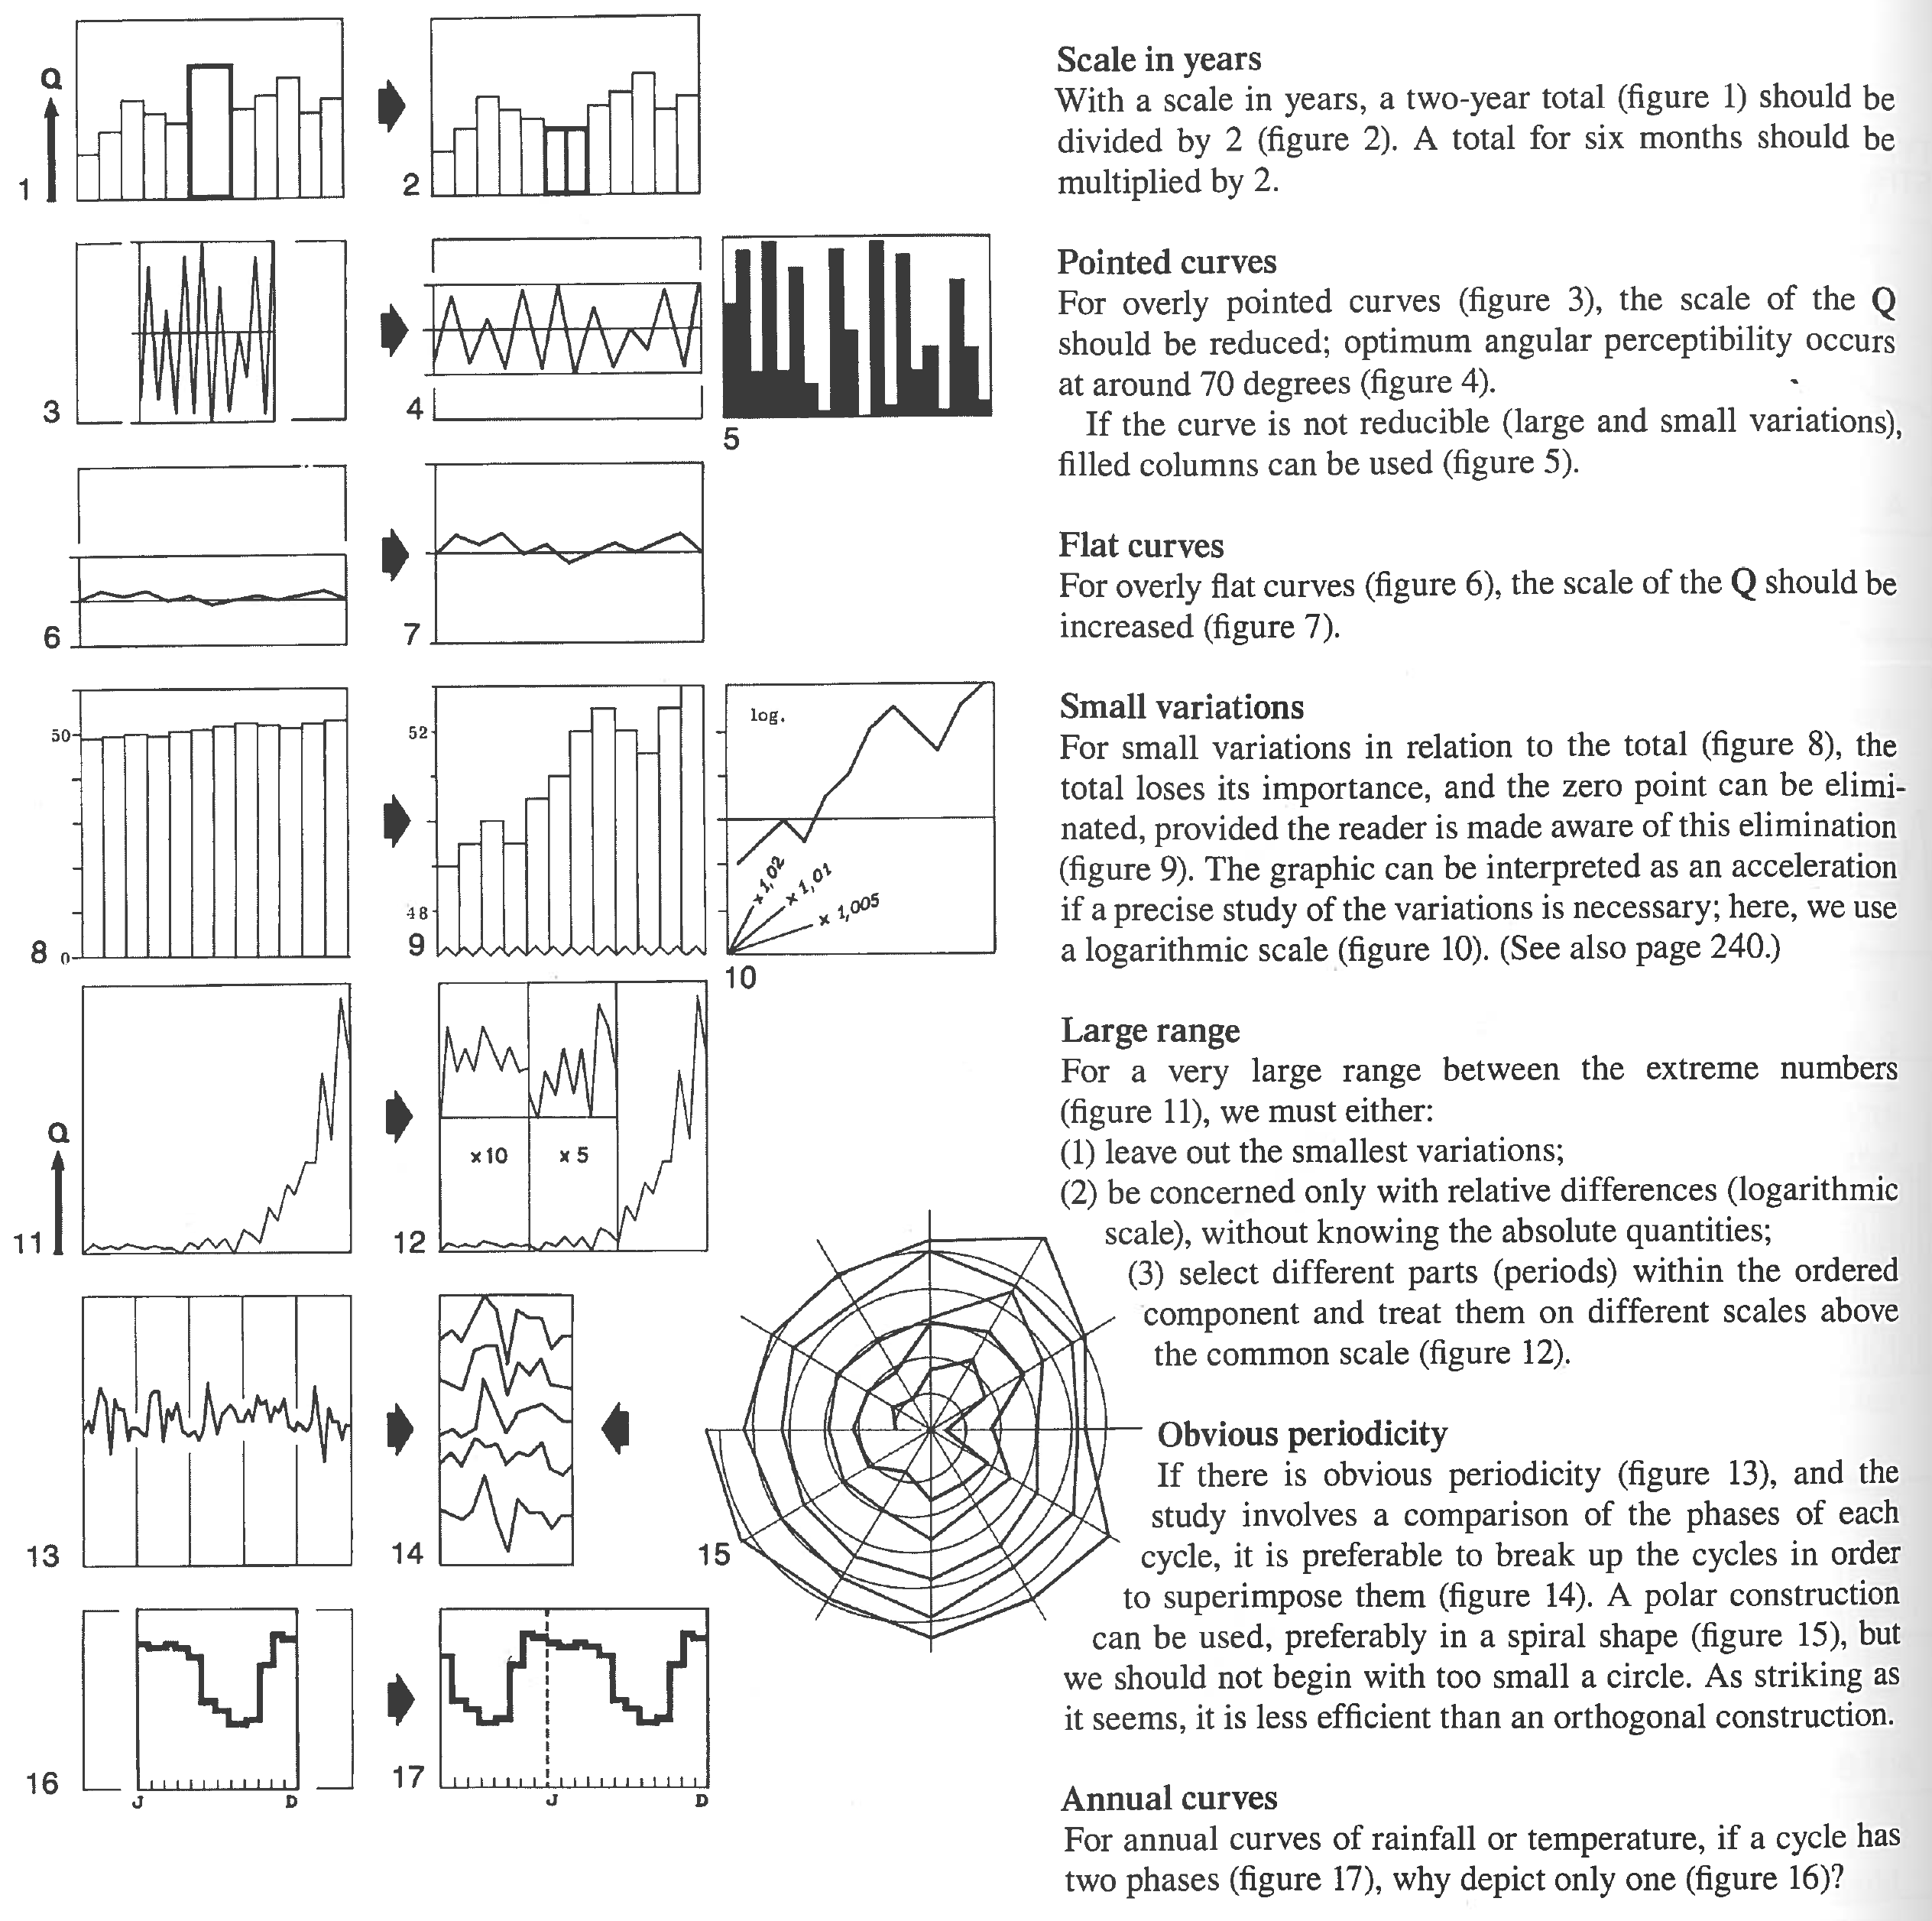 Q
1
2
3
4
5
6
7
50
8
0
52
48
9
log.
x 1,02
x 1,01
x 1,005
10
Q
11
x10
x 5
12
13
14
15
16
J
D
17
J
D
Scale in years
With a scale in years, a two-year total (figure 1) should be
divided by 2 (figure 2). A total for six months should be
multiplied by 2.
Pointed curves
For overly pointed curves (figure 3), the scale of the Q
should be reduced; optimum angular perceptibility occurs
at around 70 degrees (figure 4).
If the curve is not reducible (large and small variations),
filled columns can be used (figure 5).
Flat curves
For overly flat curves (figure 6), the scale of the Q should be
increased (figure 7).
Small variations
For small variations in relation to the total (figure 8), the
total loses its importance, and the zero point can be elimi-
nated, provided the reader is made aware of this elimination
(figure 9). The graphic can be interpreted as an acceleration
if a precise study of the variations is necessary; here, we use
a logarithmic scale (figure 10). (See also page 240.)
Large range
For a very large range between the extreme numbers
(figure 11), we must either:
(1) leave out the smallest variations;
(2) be concerned only with relative differences (logarithmic
scale), without knowing the absolute quantities;
(3) select different parts (periods) within the ordered
component and treat them on different scales above
the common scale (figure 12).
Obvious periodicity
If there is obvious periodicity (figure 13), and the
study involves a comparison of the phases of each
cycle, it is preferable to break up the cycles in order
to superimpose them (figure 14). A polar construction
can be used, preferably in a spiral shape (figure 15), but
we should not begin with too small a circle. As striking as
it seems, it is less efficient than an orthogonal construction.
Annual curves
For annual curves of rainfall or temperature, if a cycle has
two phases (figure 17), why depict only one (figure 16)?